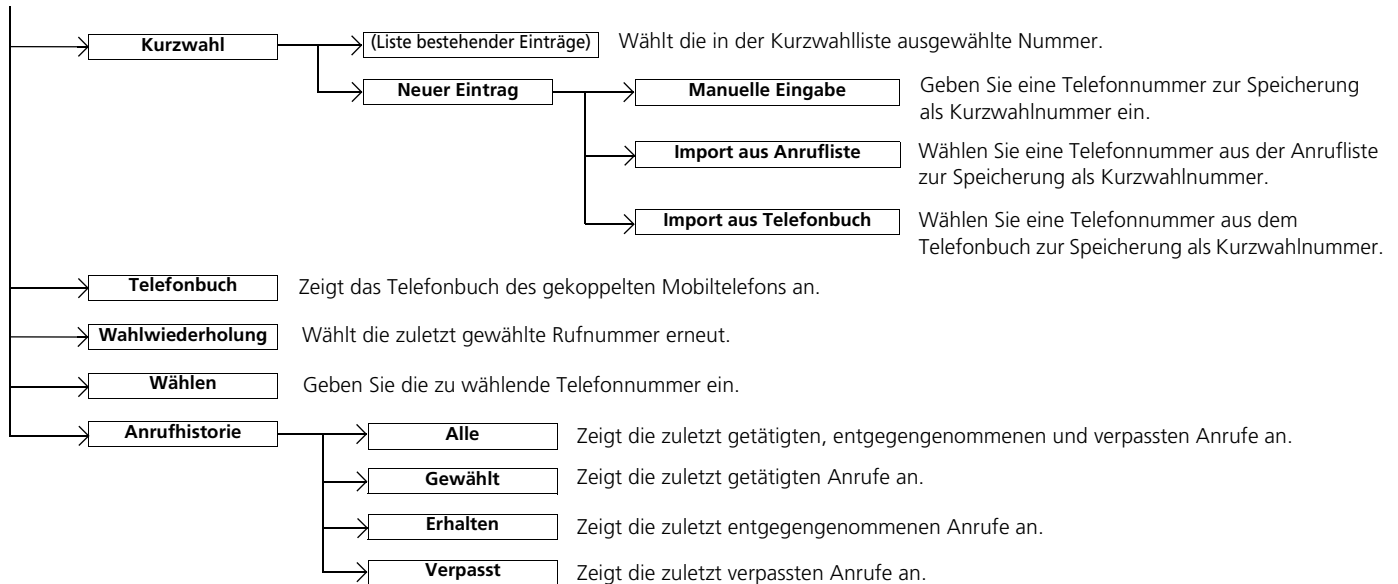 Kurzwahl
(Liste bestehender Einträge)
Wählt die in der Kurzwahlliste ausgewählte Nummer.
Neuer Eintrag
Manuelle Eingabe
Geben Sie eine Telefonnummer zur Speicherung
als Kurzwahlnummer ein.
Import aus Anrufliste
Wählen Sie eine Telefonnummer aus der Anrufliste
zur Speicherung als Kurzwahlnummer.
Import aus Telefonbuch
Wählen Sie eine Telefonnummer aus dem
Telefonbuch zur Speicherung als Kurzwahlnummer.
Telefonbuch
Zeigt das Telefonbuch des gekoppelten Mobiltelefons an.
Wahlwiederholung
Wählt die zuletzt gewählte Rufnummer erneut.
Wählen
Geben Sie die zu wählende Telefonnummer ein.
Anrufhistorie
Alle
Zeigt die zuletzt getätigten, entgegengenommenen und verpassten Anrufe an.
Gewählt
Zeigt die zuletzt getätigten Anrufe an.
Erhalten
Zeigt die zuletzt entgegengenommenen Anrufe an.
Verpasst
Zeigt die zuletzt verpassten Anrufe an.